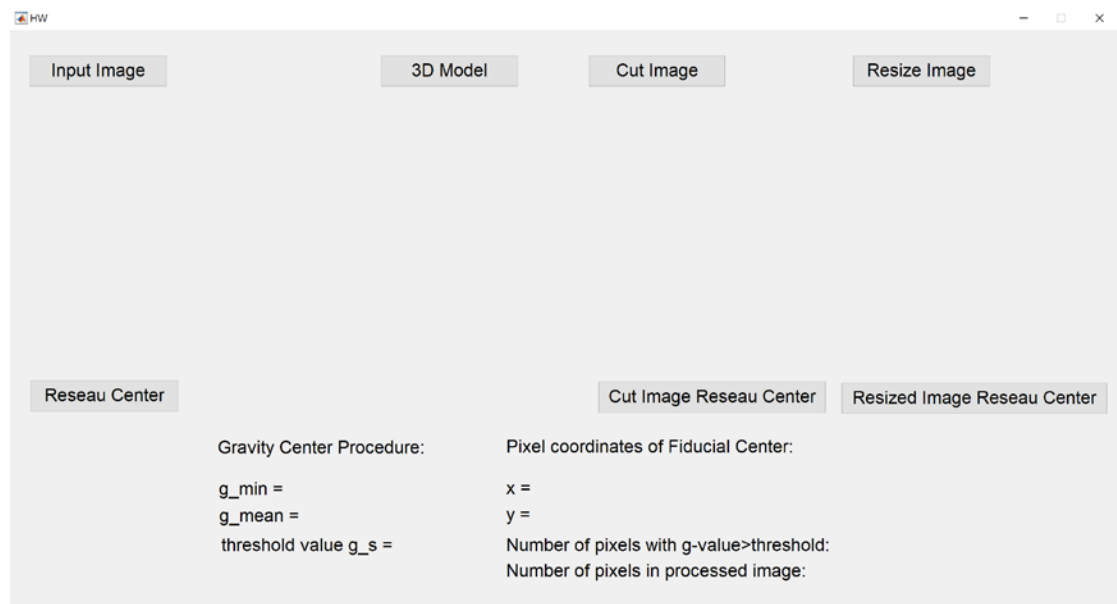 HW
Input Image
3D Model
Cut Image
Resize Image
Reseau Center
Cut Image Reseau Center
Resized Image Reseau Center
Gravity Center Procedure:
g_min =
g_mean =
threshold value g_s =
Pixel coordinates of Fiducial Center:
x =
y =
Number of pixels with g-value>threshold:
Number of pixels in processed image: